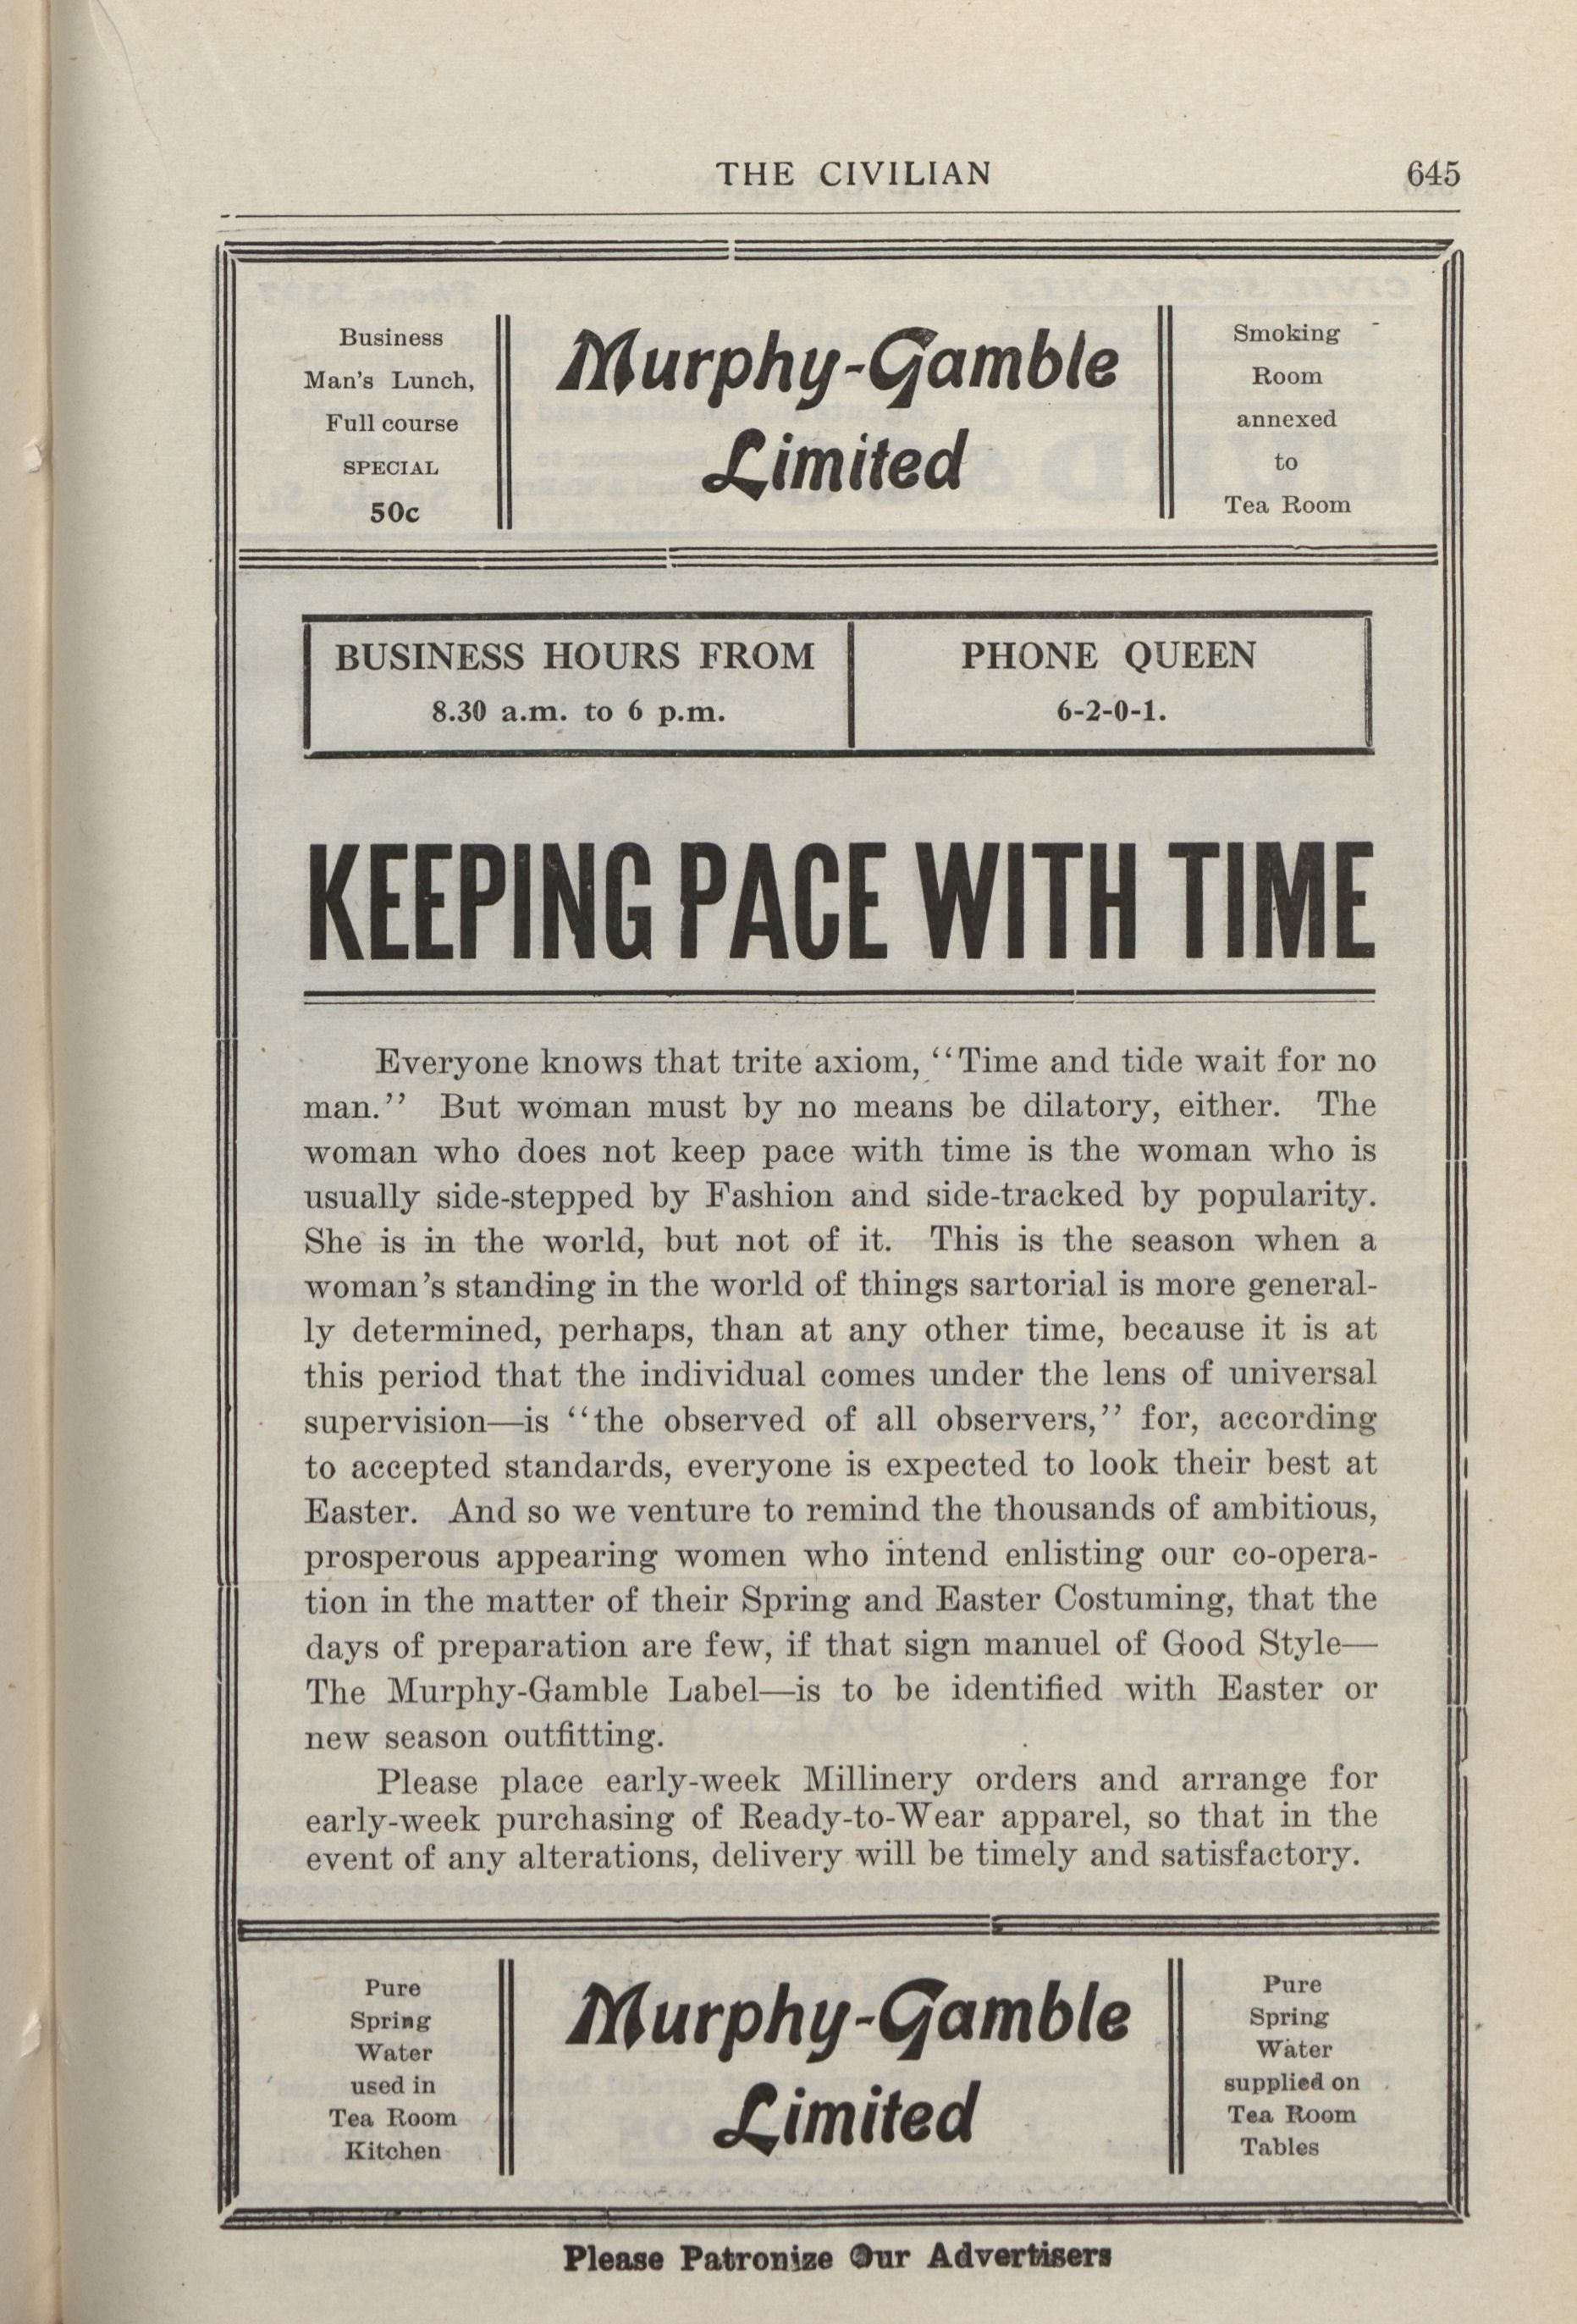 THE CIVILIAN 645
Business
Man's Lunch,
Full course
SPECIAL
50c
Murphy-Gamble
Limited
Smoking
Room
annexed
to
Tea Room
BUSINESS HOURS FROM
8.30 a.m. to 6 p.m.
PHONE QUEEN
6-2-0-1.
KEEPING PACE WITH TIME
Everyone knows that trite axiom, "Time and tide wait for no
man." But woman must by no means be dilatory, either. The
woman who does not keep pace with time is the woman who is
usually side-stepped by Fashion and side-tracked by popularity.
She is in the world, but not of it. This is the season when a
woman's standing in the world of things sartorial is more general-
ly determined, perhaps, than at any other time, because it is at
this period that the individual comes under the lens of universal
supervision—is "the observed of all observers," for, according
to accepted standards, everyone is expected to look their best at
Easter. And so we venture to remind the thousands of ambitious,
prosperous appearing women who intend enlisting our co-opera-
tion in the matter of their Spring and Easter Costuming, that the
days of preparation are few, if that sign manuel of Good Style—
The Murphy-Gamble Label—is to be identified with Easter or
new season outfitting.
Please place early-week Millinery orders and arrange for
early-week purchasing of Ready-to-Wear apparel, so that in the
event of any alterations, delivery will be timely and satisfactory.
Pure
Spring
Water
used in
Tea Room
Kitchen
Murphy-Gamble
Limited
Pure
Spring
Water
supplied on
Tea Room
Tables
Please Patronize Our Advertisers